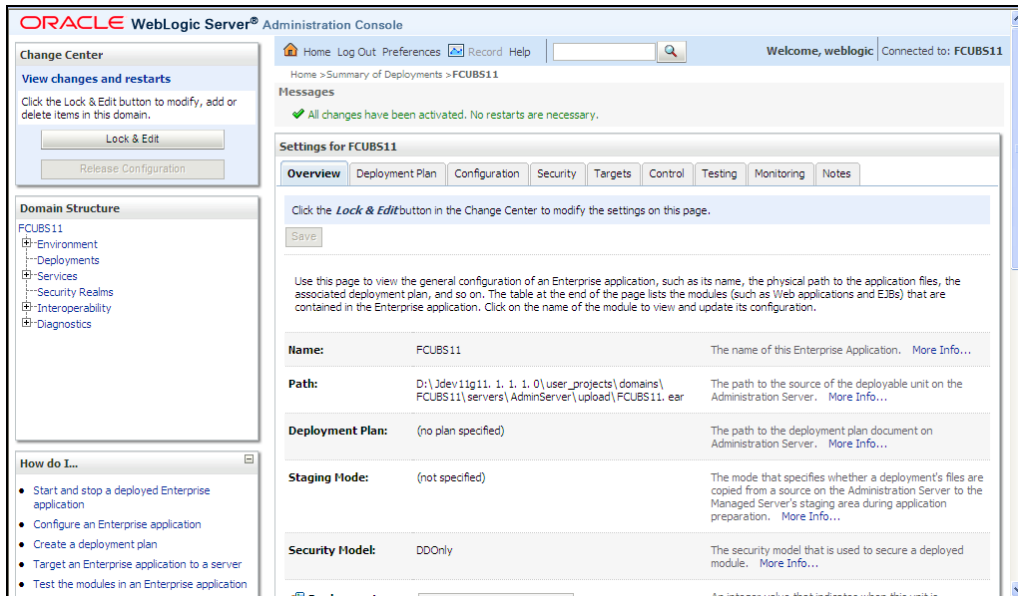 ORACLE WebLogic Server® Administration Console
Change Center
View changes and restarts
Click the Lock & Edit button to modify, add or
delete items in this domain.
Lock & Edit
Release Configuration
Domain Structure
FCUBS11
Environment
Deployments
Services
Security Realms
Interoperability
Diagnostics
How do I...
Start and stop a deployed Enterprise
application
Configure an Enterprise application
Create a deployment plan
Target an Enterprise application to a server
Test the modules in an Enterprise application
Home Log Out Preferences Record Help
Welcome, weblogic Connected to: FCUBS11
Home >Summary of Deployments >FCUBS11
Messages
All changes have been activated. No restarts are necessary.
Settings for FCUBS11
Overview Deployment Plan Configuration Security Targets Control Testing Monitoring Notes
Click the Lock & Edit button in the Change Center to modify the settings on this page.
Save
Use this page to view the general configuration of an Enterprise application, such as its name, the physical path to the application files, the
associated deployment plan, and so on. The table at the end of the page lists the modules (such as Web applications and EJBs) that are
contained in the Enterprise application. Click on the name of the module to view and update its configuration.
Name: FCUBS11 The name of this Enterprise Application. More Info...
Path: D:\Jdev11g11. 1. 1. 1. 0\user_projects\domains\ The path to the source of the deployable unit on the
FCUBS11\servers\AdminServer\upload\FCUBS11. ear Administration Server. More Info...
Deployment Plan: (no plan specified) The path to the deployment plan document on
Administration Server. More Info...
Staging Mode: (not specified) The mode that specifies whether a deployment's files are
copied from a source on the Administration Server to the
Managed Server's staging area during application
preparation. More Info...
Security Model: DDOnly The security model that is used to secure a deployed
module. More Info...